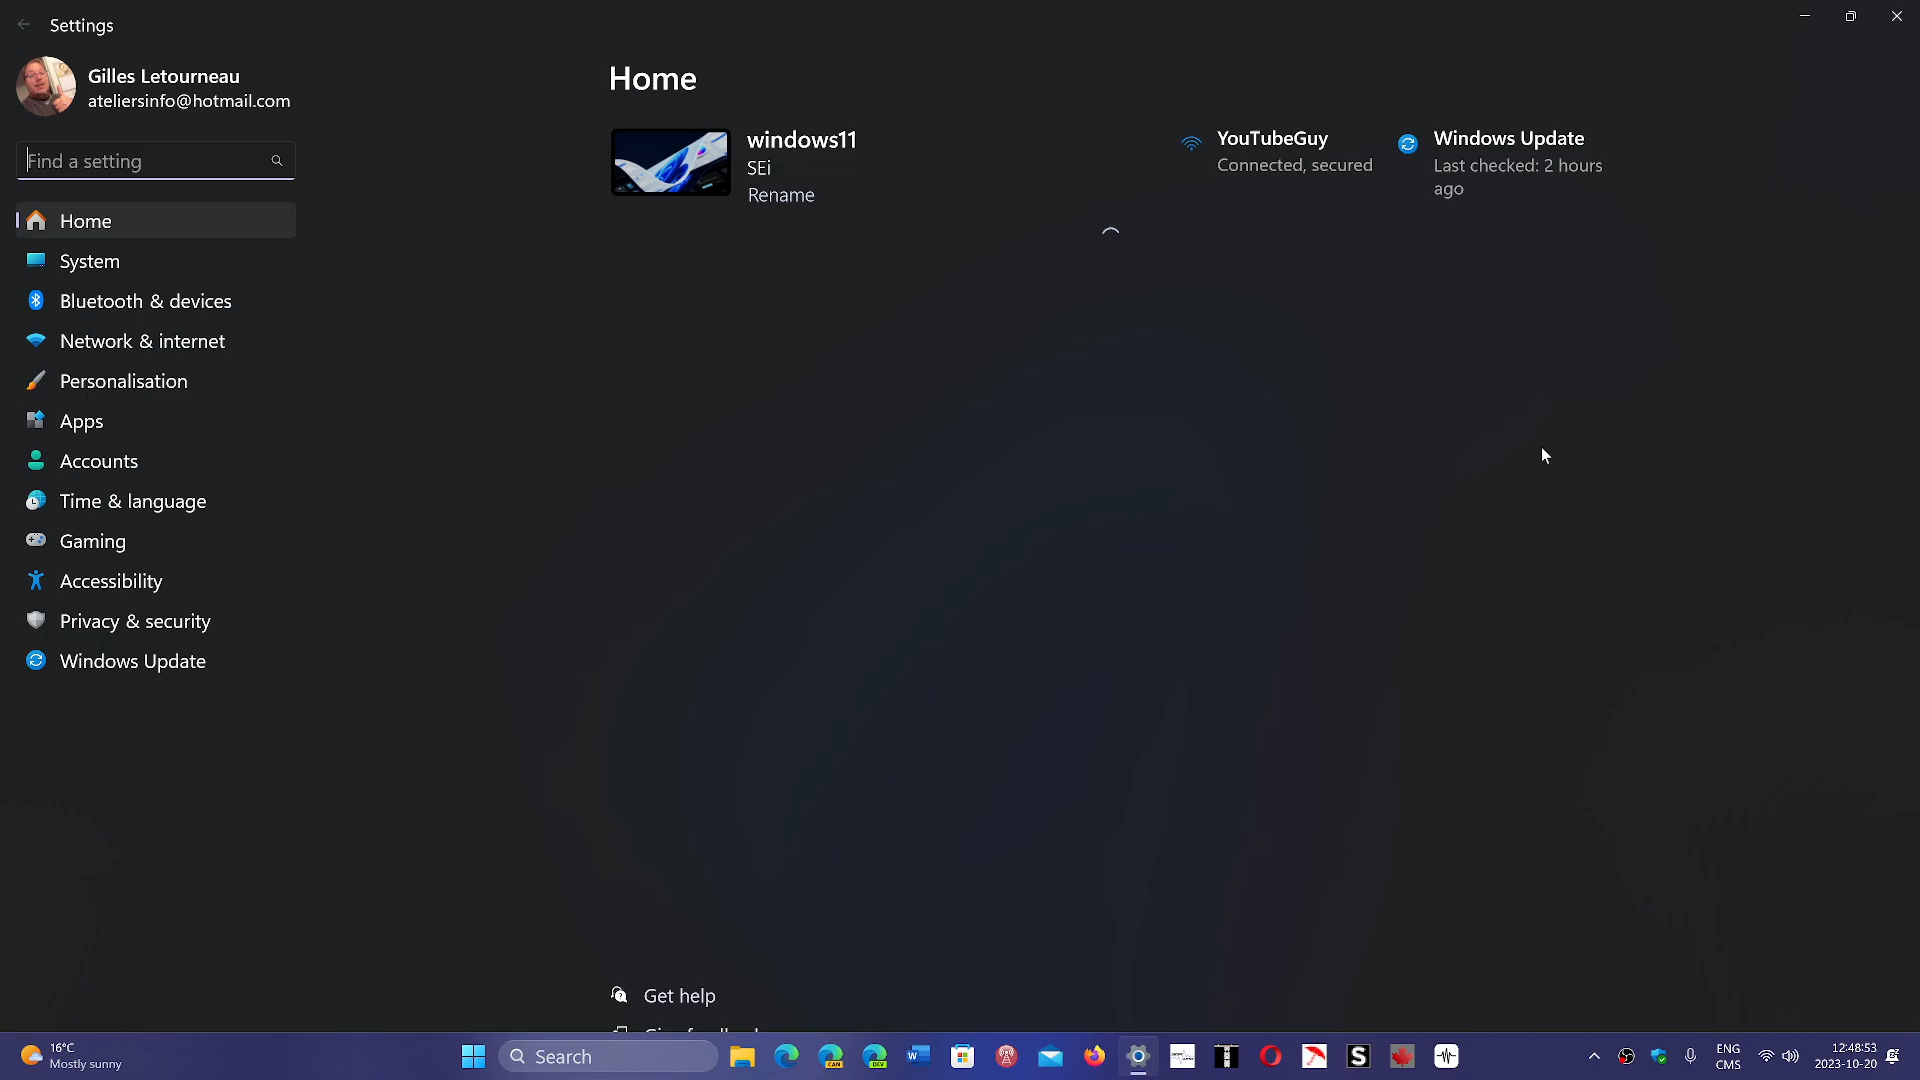 Settings
Gilles Letourneau
ateliersinfo@hotmail.com
Find a setting
Home
System
Bluetooth & devices
Network & internet
Personalisation
Apps
Accounts
Time & language
Gaming
Accessibility
Privacy & security
Windows Update
Home
windows11
SEi
Rename
YouTubeGuy
Connected, secured
Windows Update
Last checked: 2 hours
ago
Get help
16°C
Mostly sunny
Search
CAN
DEV
W
S
ENG
CMS
12:48:53
2023-10-20